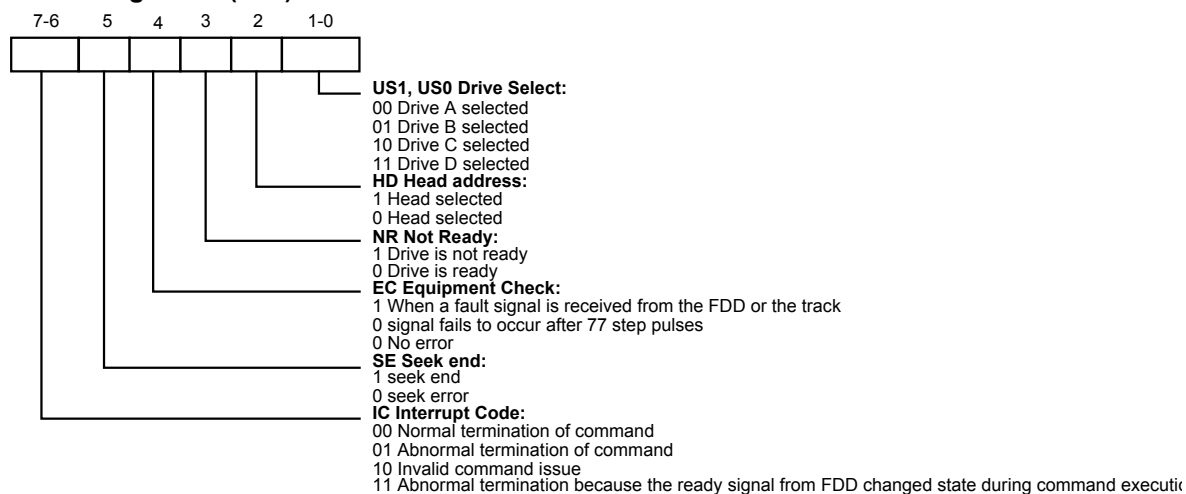 7-6 5 4 3 2 1-0
US1, US0 Drive Select:
00 Drive A selected
01 Drive B selected
10 Drive C selected
11 Drive D selected
HD Head address:
1 Head selected
0 Head selected
NR Not Ready:
1 Drive is not ready
0 Drive is ready
EC Equipment Check:
1 When a fault signal is received from the FDD or the track
0 signal fails to occur after 77 step pulses
0 No error
SE Seek end:
1 seek end
0 seek error
IC Interrupt Code:
00 Normal termination of command
01 Abnormal termination of command
10 Invalid command issue
11 Abnormal termination because the ready signal from FDD changed state during command